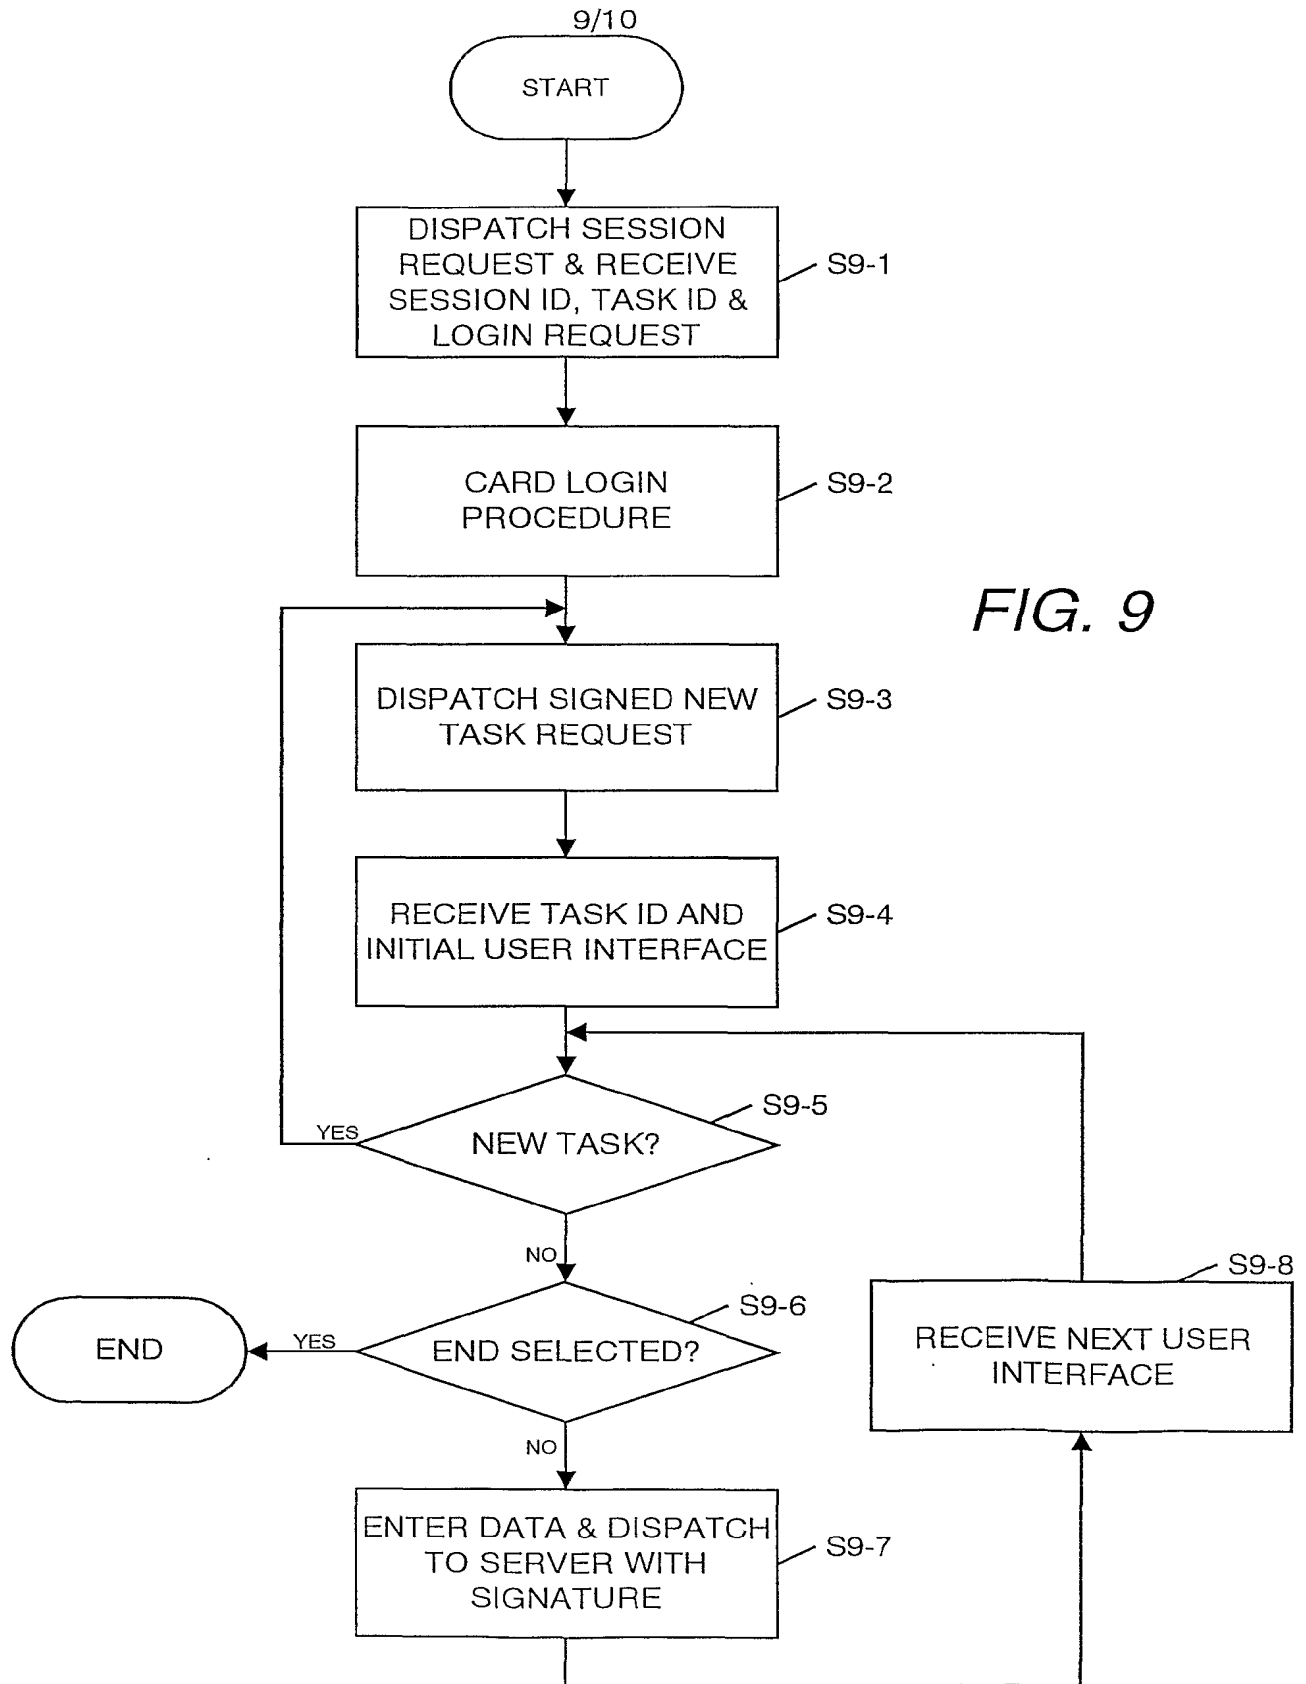 9/10
START
DISPATCH SESSION
REQUEST & RECEIVE
SESSION ID, TASK ID &
LOGIN REQUEST
S9-1
CARD LOGIN
PROCEDURE
S9-2
FIG. 9
DISPATCH SIGNED NEW
TASK REQUEST
S9-3
RECEIVE TASK ID AND
INITIAL USER INTERFACE
S9-4
S9-5
YES
NEW TASK?
NO
S9-8
S9-6
END
YES
END SELECTED?
RECEIVE NEXT USER
INTERFACE
NO
ENTER DATA & DISPATCH
TO SERVER WITH
SIGNATURE
S9-7